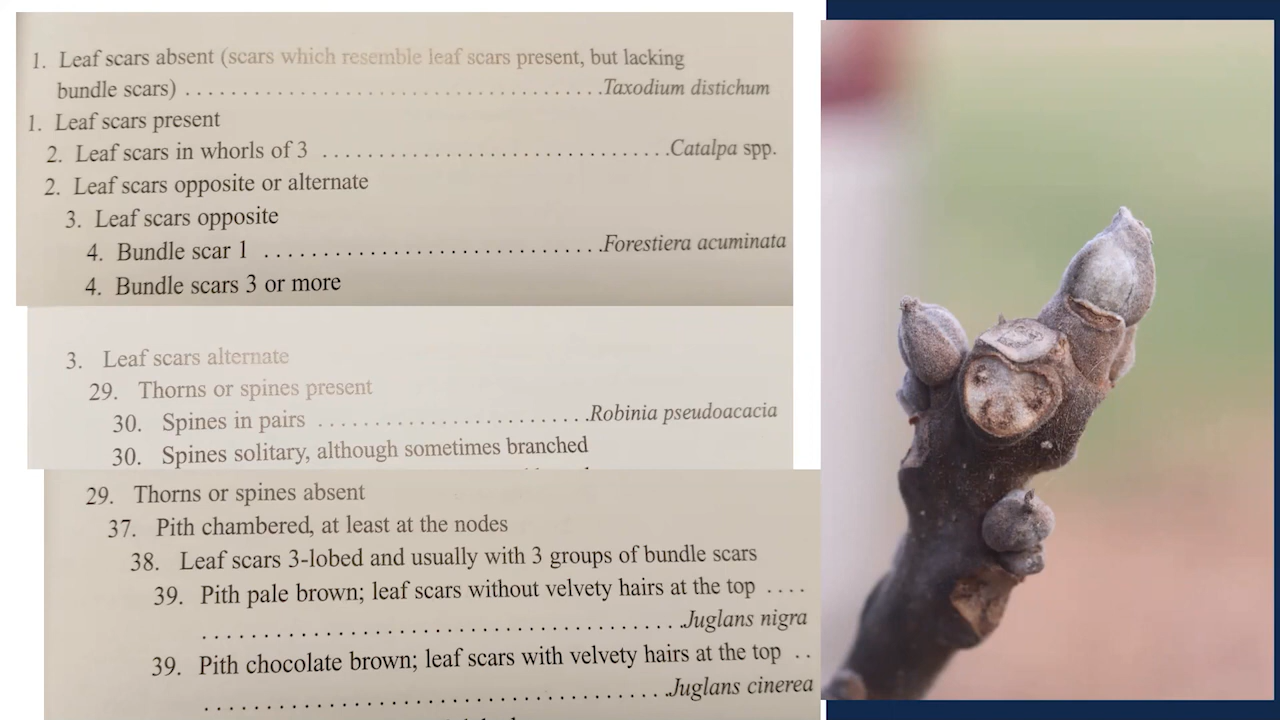 1. Leaf scars absent (scars which resemble leaf scars present, but lacking
bundle scars) . . . . . . . . . . . . . . . . . . . . . . . . . . . . . . . . . . . . .Taxodium distichum
1. Leaf scars present
2. Leaf scars in whorls of 3 . . . . . . . . . . . . . . . . . . . . . . . . . . . . . . .Catalpa spp.
2. Leaf scars opposite or alternate
3. Leaf scars opposite
4. Bundle scar 1 . . . . . . . . . . . . . . . . . . . . . . . . . . . . . .Forestiera acuminata
4. Bundle scars 3 or more
3. Leaf scars alternate
29. Thorns or spines present
30. Spines in pairs . . . . . . . . . . . . . . . . . . . . . . . .Robinia pseudoacacia
30. Spines solitary, although sometimes branched
29. Thorns or spines absent
37. Pith chambered, at least at the nodes
38. Leaf scars 3-lobed and usually with 3 groups of bundle scars
39. Pith pale brown; leaf scars without velvety hairs at the top . . . .
. . . . . . . . . . . . . . . . . . . . . . . . . . . . . . . . . . . . . . . . . .Juglans nigra
39. Pith chocolate brown; leaf scars with velvety hairs at the top . .
. . . . . . . . . . . . . . . . . . . . . . . . . . . . . . . . . . . . . . . . .Juglans cinerea